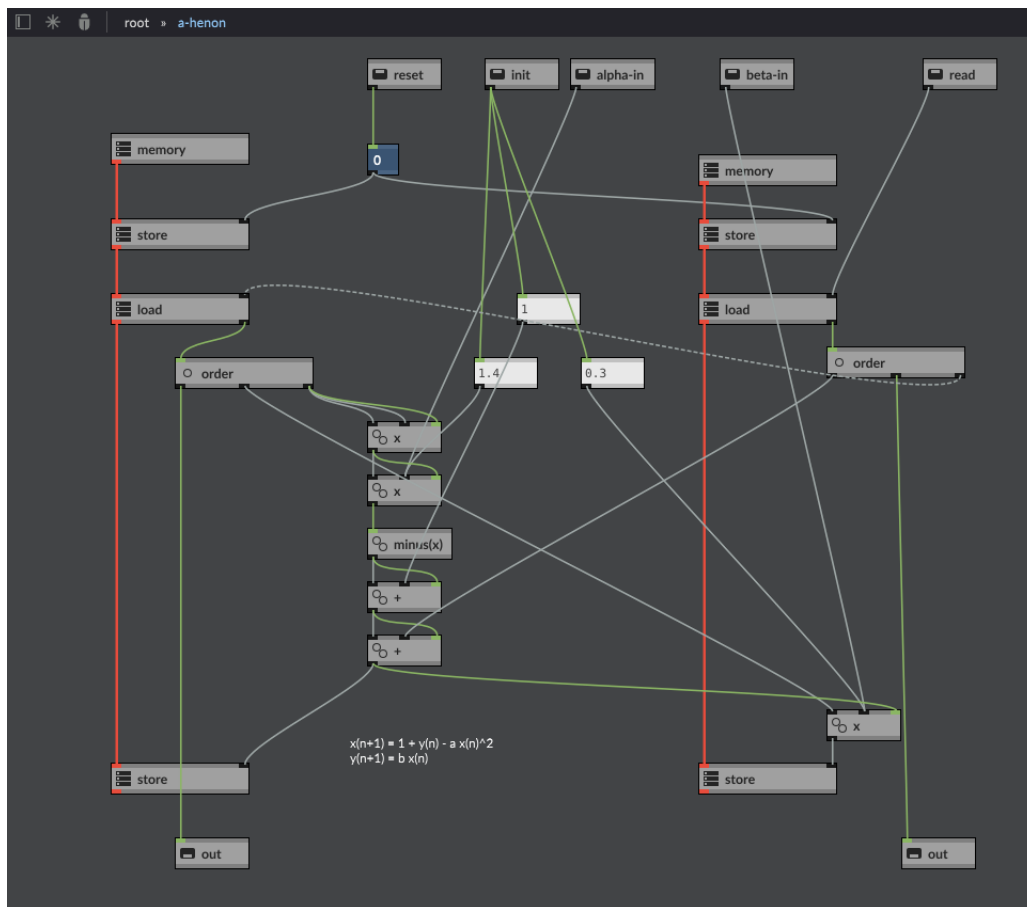 root » a-henon
reset
init
alpha-in
beta-in
read
memory
0
memory
store
store
load
1
load
order
1.4
0.3
order
x
x
minus(x)
+
+
x
x(n+1) = 1 + y(n) - a x(n)^2
y(n+1) = b x(n)
store
store
out
out